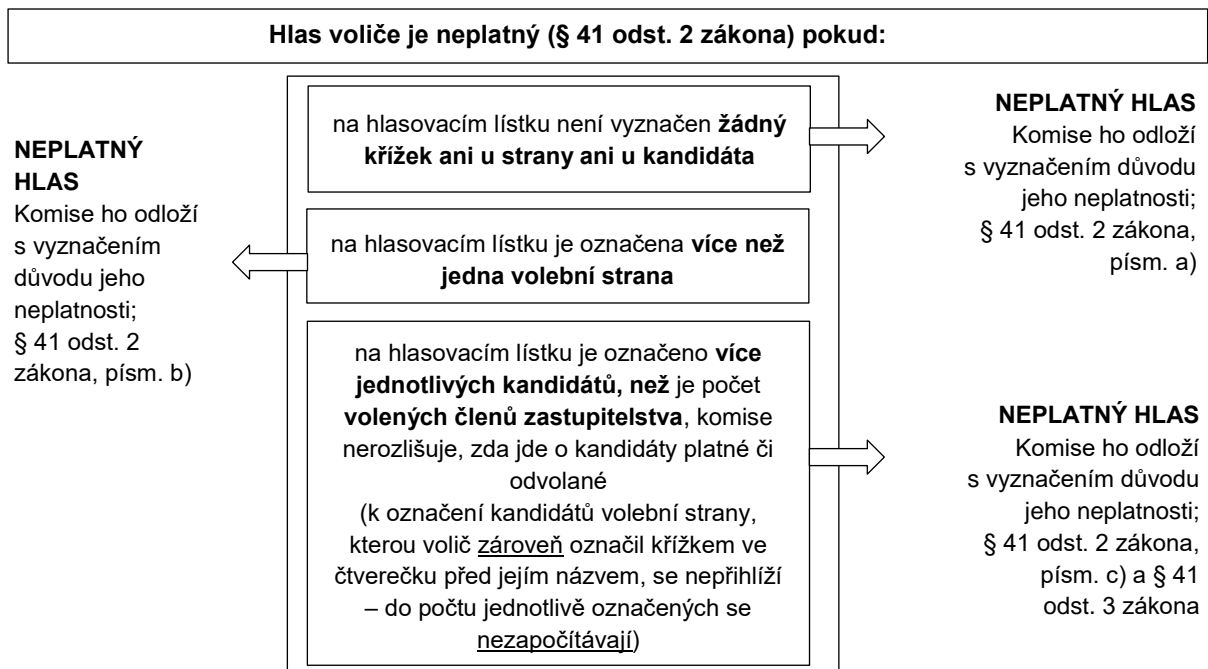 Hlas voliče je neplatný (§ 41 odst. 2 zákona) pokud:
na hlasovacím lístku není vyznačen žádný
křížek ani u strany ani u kandidáta
NEPLATNÝ HLAS
Komise ho odloží
s vyznačením důvodu
jeho neplatnosti;
§ 41 odst. 2 zákona,
písm. a)
NEPLATNÝ
HLAS
Komise ho odloží
s vyznačením
důvodu jeho
neplatnosti;
§ 41 odst. 2
zákona, písm. b)
na hlasovacím lístku je označena více než
jedna volební strana
na hlasovacím lístku je označeno více
jednotlivých kandidátů, než je počet
volených členů zastupitelstva, komise
nerozlišuje, zda jde o kandidáty platné či
odvolané
(k označení kandidátů volební strany,
kterou volič zároveň označil křížkem ve
čtverečku před jejím názvem, se nepřihlíží
– do počtu jednotlivě označených se
nezapočítávají)
NEPLATNÝ HLAS
Komise ho odloží
s vyznačením důvodu
jeho neplatnosti;
§ 41 odst. 2 zákona,
písm. c) a § 41
odst. 3 zákona